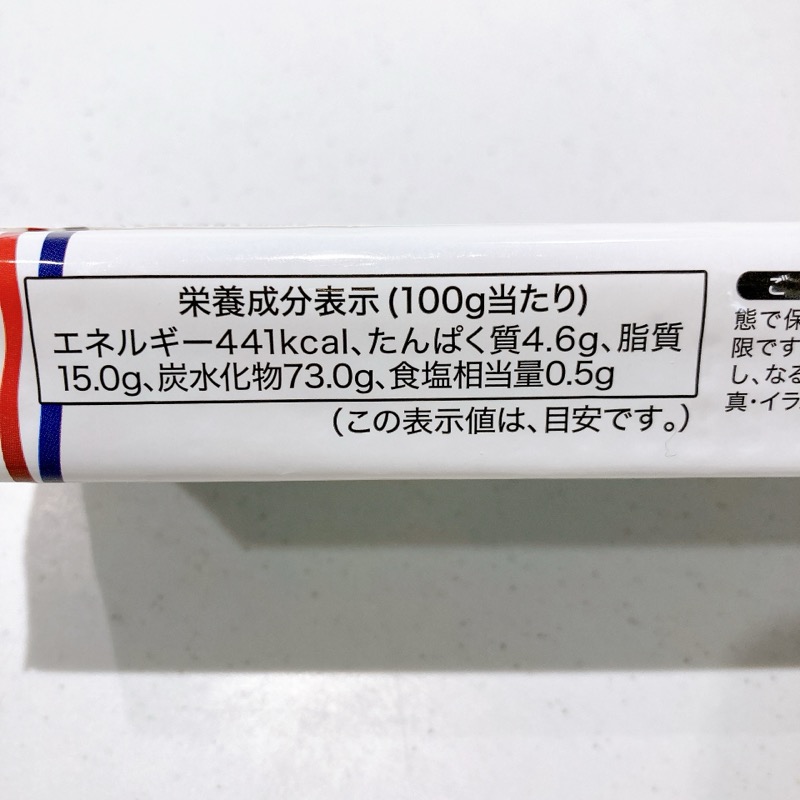 栄養成分表示 (100g当たり)
エネルギー441kcal、たんぱく質4.6g、脂質
15.0g、炭水化物73.0g、食塩相当量0.5g
(この表示値は、目安です。)
態で保
限です
し、なる
真・イラ